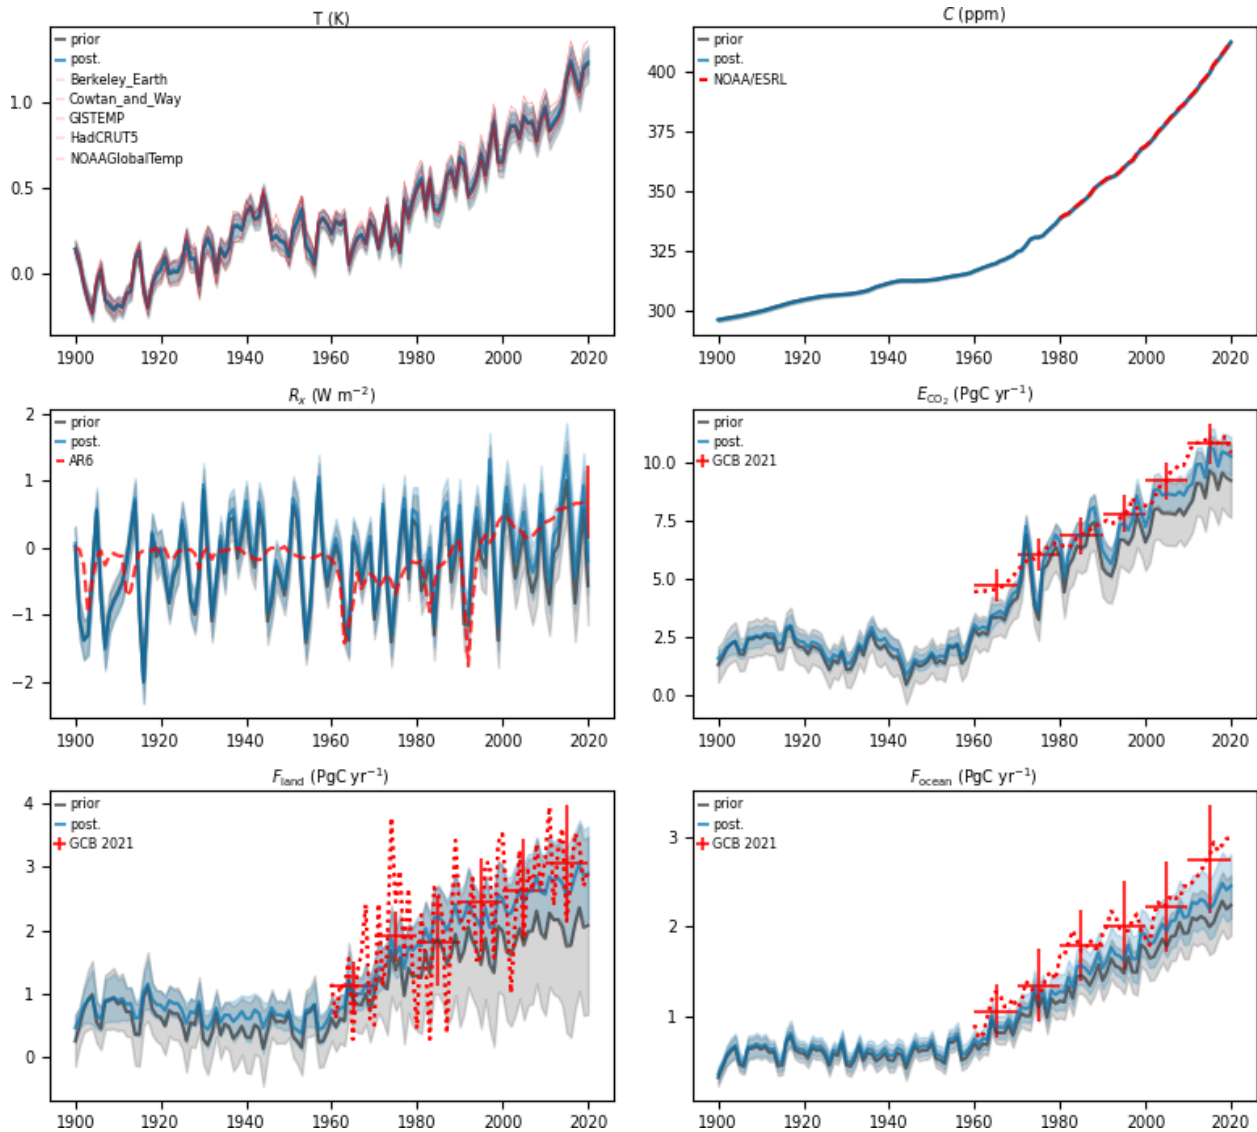 T (K)
prior
post.
Berkeley_Earth
Cowtan_and_Way
GISTEMP
HadCRUT5
NOAAGlobalTemp
1.0
0.5
0.0
1900 1920 1940 1960 1980 2000 2020
C (ppm)
prior
post.
NOAA/ESRL
400
375
350
325
300
1900 1920 1940 1960 1980 2000 2020
Rₓ (W m⁻²)
prior
post.
AR6
2
1
0
−1
−2
1900 1920 1940 1960 1980 2000 2020
E_CO₂ (PgC yr⁻¹)
prior
post.
GCB 2021
10.0
7.5
5.0
2.5
0.0
1900 1920 1940 1960 1980 2000 2020
F_land (PgC yr⁻¹)
prior
post.
GCB 2021
4
3
2
1
0
1900 1920 1940 1960 1980 2000 2020
F_ocean (PgC yr⁻¹)
prior
post.
GCB 2021
3
2
1
1900 1920 1940 1960 1980 2000 2020